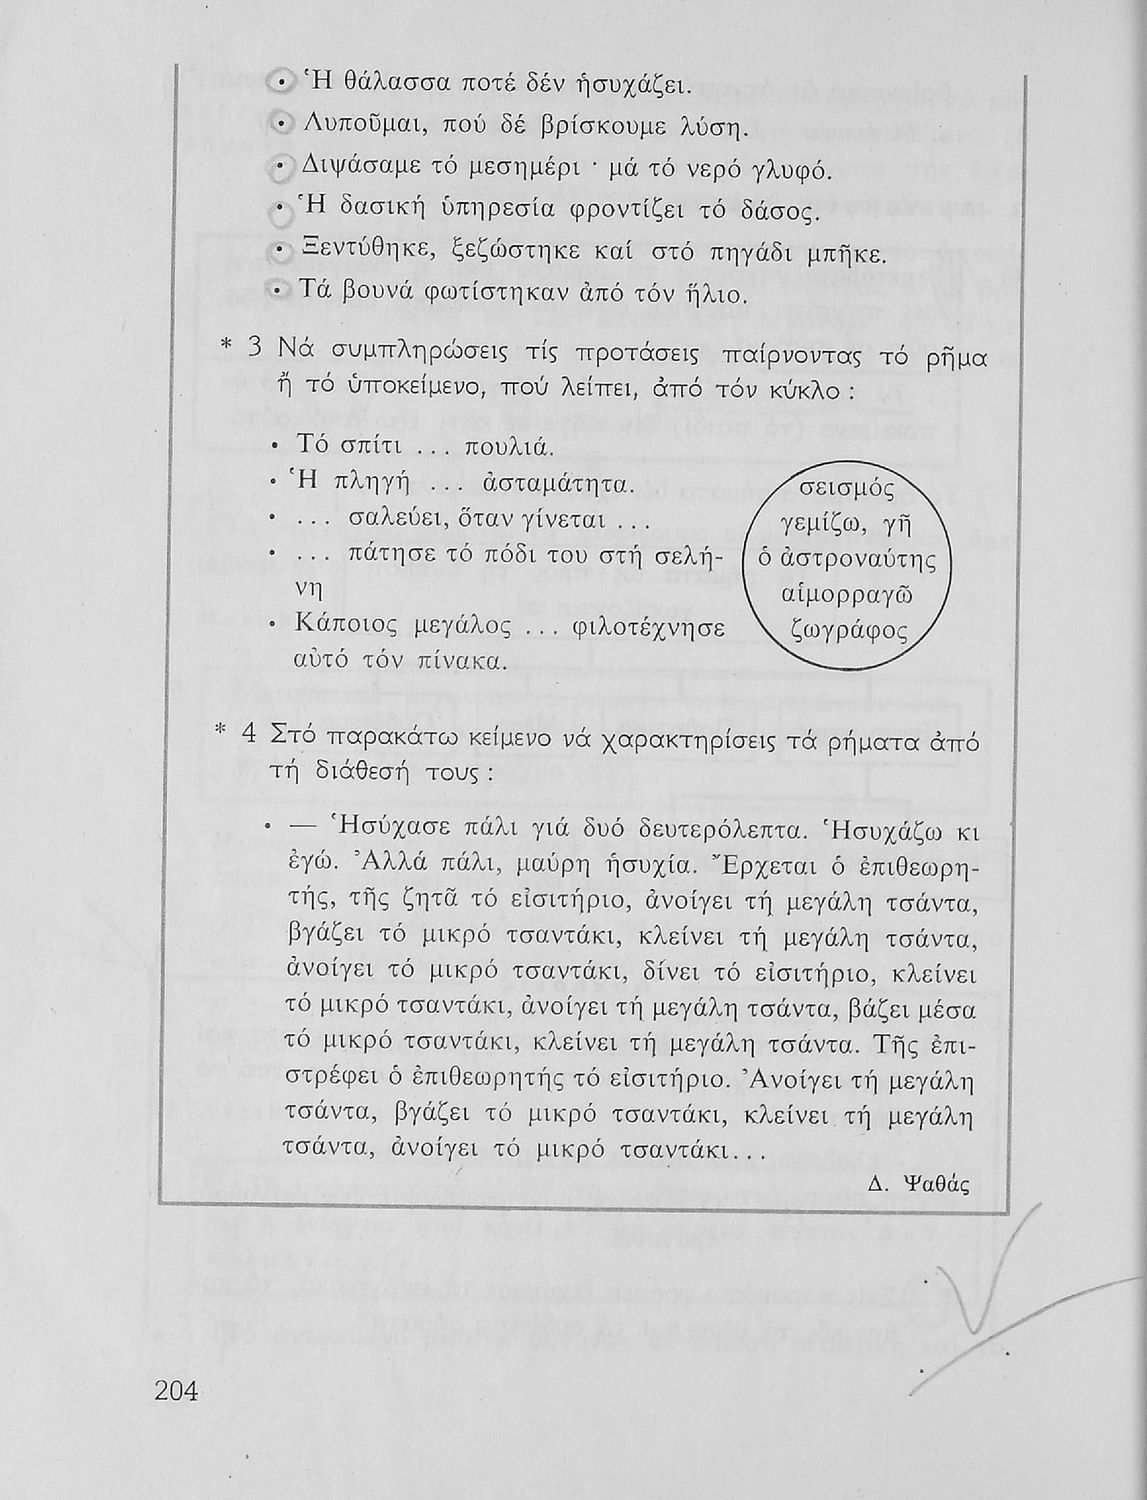 • Ἡ θάλασσα ποτέ δέν ἡσυχάζει.
• Λυποῦμαι, πού δέ βρίσκουμε λύση.
• Διψάσαμε τό μεσημέρι · μά τό νερό γλυφό.
• Ἡ δασική ὑπηρεσία φροντίζει τό δάσος.
• Ξεντύθηκε, ξεζώστηκε καί στό πηγάδι μπῆκε.
• Τά βουνά φωτίστηκαν ἀπό τόν ἥλιο.
* 3 Νά συμπληρώσεις τίς προτάσεις παίρνοντας τό ρῆμα
ἤ τό ὑποκείμενο, πού λείπει, ἀπό τόν κύκλο :
• Τό σπίτι ... πουλιά.
• Ἡ πληγή ... ἀσταμάτητα.
• ... σαλεύει, ὅταν γίνεται ...
• ... πάτησε τό πόδι του στή σελή-
νη
• Κάποιος μεγάλος ... φιλοτέχνησε
αὐτό τόν πίνακα.
σεισμός
γεμίζω, γῆ
ὁ ἀστροναύτης
αἱμορραγῶ
ζωγράφος
* 4 Στό παρακάτω κείμενο νά χαρακτηρίσεις τά ρήματα ἀπό
τή διάθεσή τους :
• — Ἡσύχασε πάλι γιά δυό δευτερόλεπτα. Ἡσυχάζω κι
ἐγώ. Ἀλλά πάλι, μαύρη ἡσυχία. Ἔρχεται ὁ ἐπιθεωρη-
τής, τῆς ζητᾶ τό εἰσιτήριο, ἀνοίγει τή μεγάλη τσάντα,
βγάζει τό μικρό τσαντάκι, κλείνει τή μεγάλη τσάντα,
ἀνοίγει τό μικρό τσαντάκι, δίνει τό εἰσιτήριο, κλείνει
τό μικρό τσαντάκι, ἀνοίγει τή μεγάλη τσάντα, βάζει μέσα
τό μικρό τσαντάκι, κλείνει τή μεγάλη τσάντα. Τῆς ἐπι-
στρέφει ὁ ἐπιθεωρητής τό εἰσιτήριο. Ἀνοίγει τή μεγάλη
τσάντα, βγάζει τό μικρό τσαντάκι, κλείνει τή μεγάλη
τσάντα, ἀνοίγει τό μικρό τσαντάκι...
Δ. Ψαθάς
204